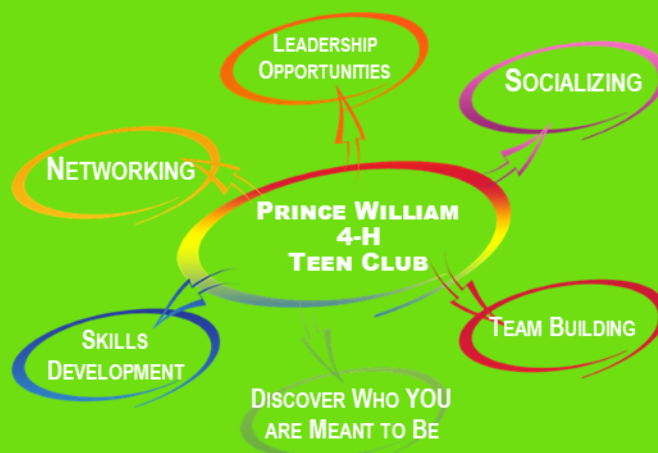 Leadership
Opportunities
Socializing
Networking
Prince William
4-H
Teen Club
Team Building
Skills
Development
Discover Who YOU
are Meant to Be